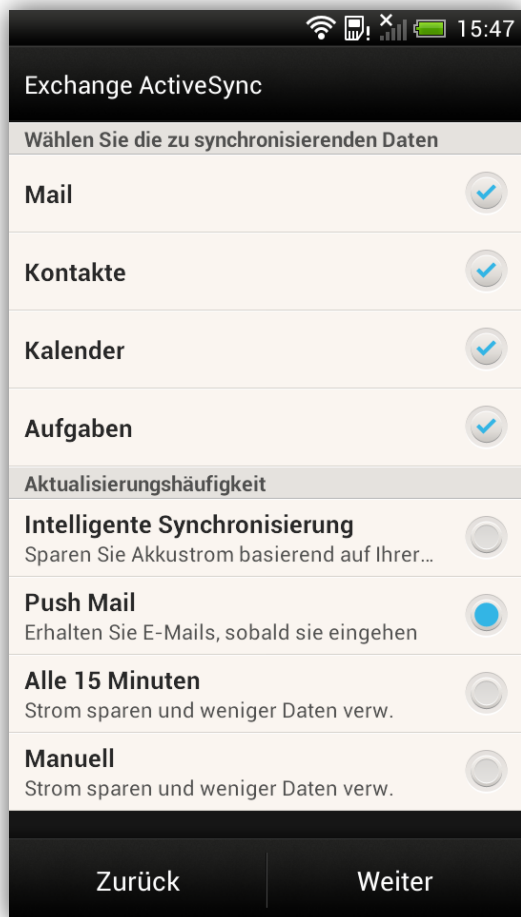 15:47
Exchange ActiveSync
Wählen Sie die zu synchronisierenden Daten
Mail
Kontakte
Kalender
Aufgaben
Aktualisierungshäufigkeit
Intelligente Synchronisierung
Sparen Sie Akkustrom basierend auf Ihrer...
Push Mail
Erhalten Sie E-Mails, sobald sie eingehen
Alle 15 Minuten
Strom sparen und weniger Daten verw.
Manuell
Strom sparen und weniger Daten verw.
Zurück Weiter